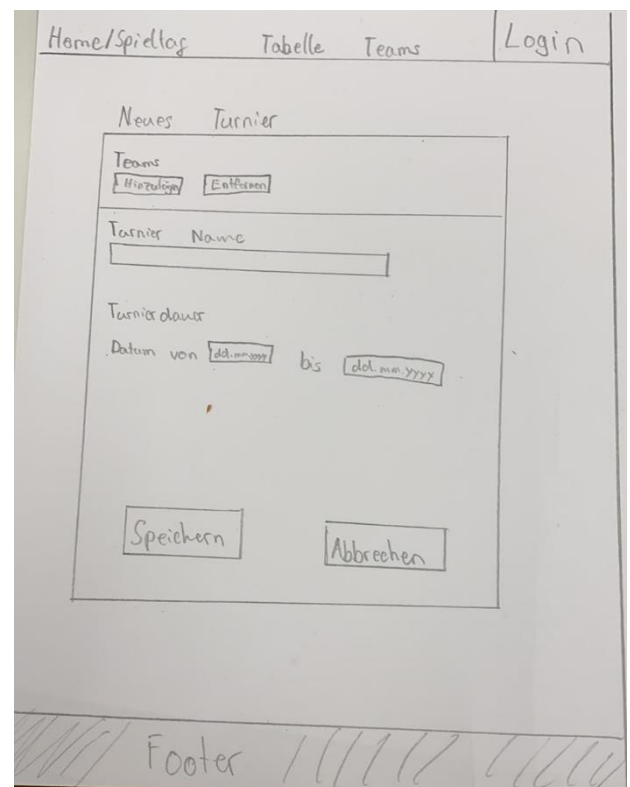 Home/Spieltag Tabelle Teams Login
Neues Turnier
Teams
Hinzufügen Entfernen
Turnier Name
Turnierdauer
Datum von dd.mm.yyyy bis dd.mm.yyyy
Speichern Abbrechen
Footer